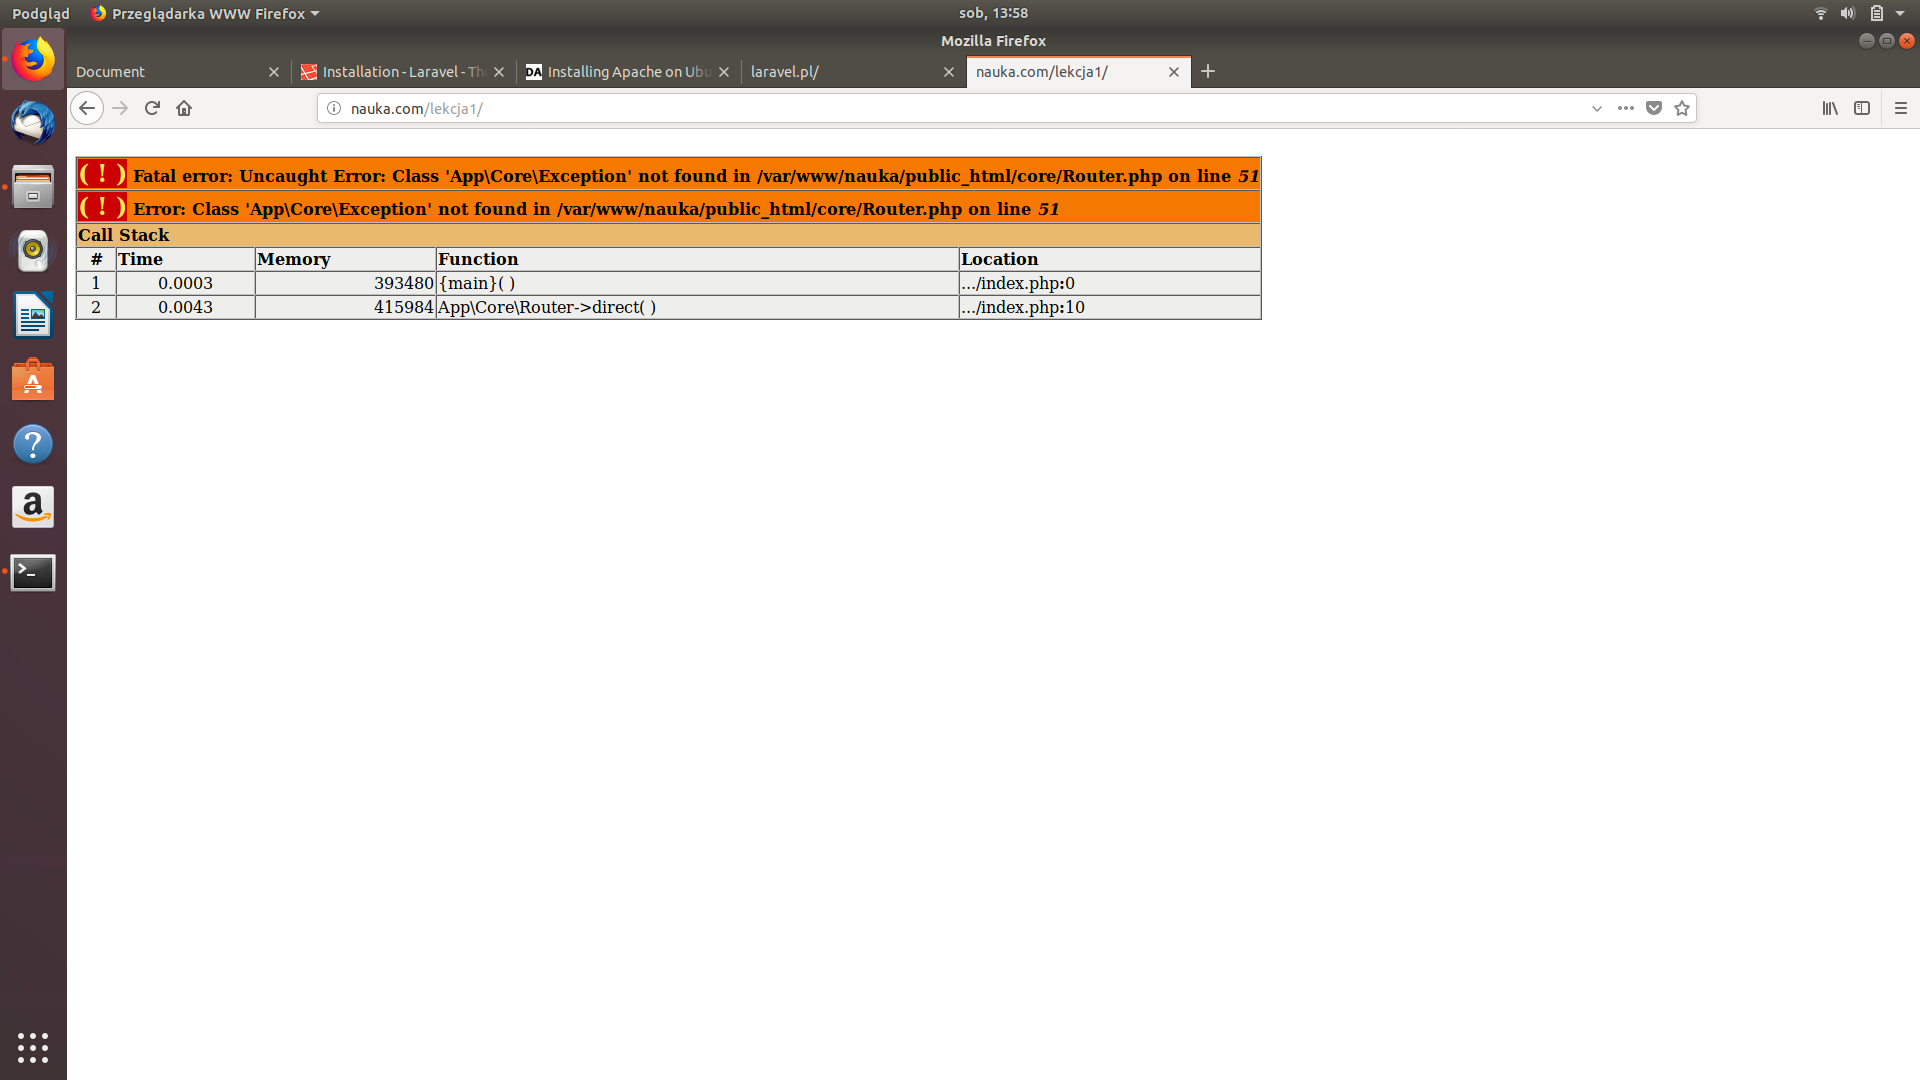 Podgląd Przeglądarka WWW Firefox sob, 13:58
Mozilla Firefox
Document Installation - Laravel - Th DA Installing Apache on Ubu laravel.pl/ nauka.com/lekcja1/
nauka.com/lekcja1/
( ! ) Fatal error: Uncaught Error: Class 'App\Core\Exception' not found in /var/www/nauka/public_html/core/Router.php on line 51
( ! ) Error: Class 'App\Core\Exception' not found in /var/www/nauka/public_html/core/Router.php on line 51
Call Stack
# Time Memory Function Location
1 0.0003 393480 {main}( ) .../index.php:0
2 0.0043 415984 App\Core\Router->direct( ) .../index.php:10